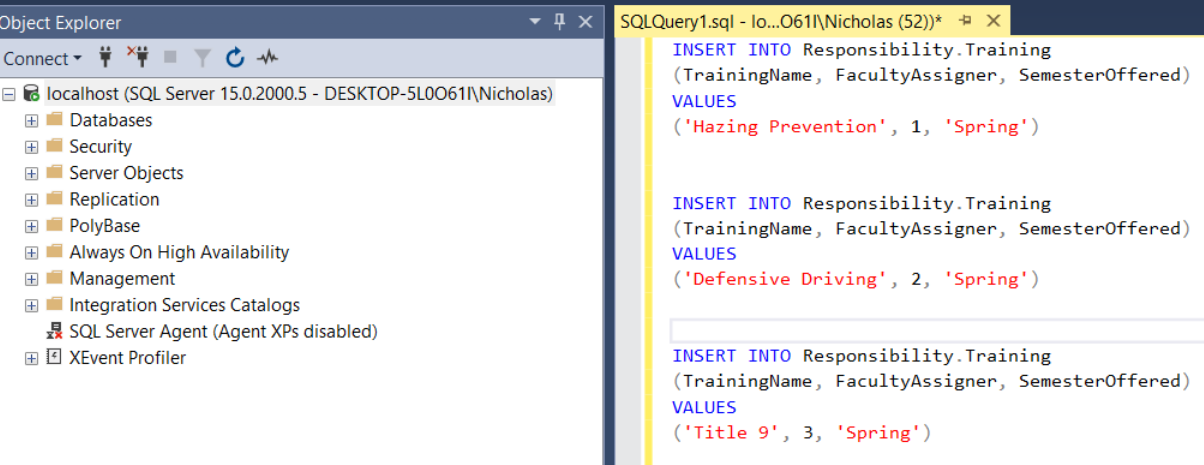 Object Explorer
Connect
localhost (SQL Server 15.0.2000.5 - DESKTOP-5L0O61I\Nicholas)
Databases
Security
Server Objects
Replication
PolyBase
Always On High Availability
Management
Integration Services Catalogs
SQL Server Agent (Agent XPs disabled)
XEvent Profiler
SQLQuery1.sql - lo...O61I\Nicholas (52))*
INSERT INTO Responsibility.Training
(TrainingName, FacultyAssigner, SemesterOffered)
VALUES
('Hazing Prevention', 1, 'Spring')
INSERT INTO Responsibility.Training
(TrainingName, FacultyAssigner, SemesterOffered)
VALUES
('Defensive Driving', 2, 'Spring')
INSERT INTO Responsibility.Training
(TrainingName, FacultyAssigner, SemesterOffered)
VALUES
('Title 9', 3, 'Spring')